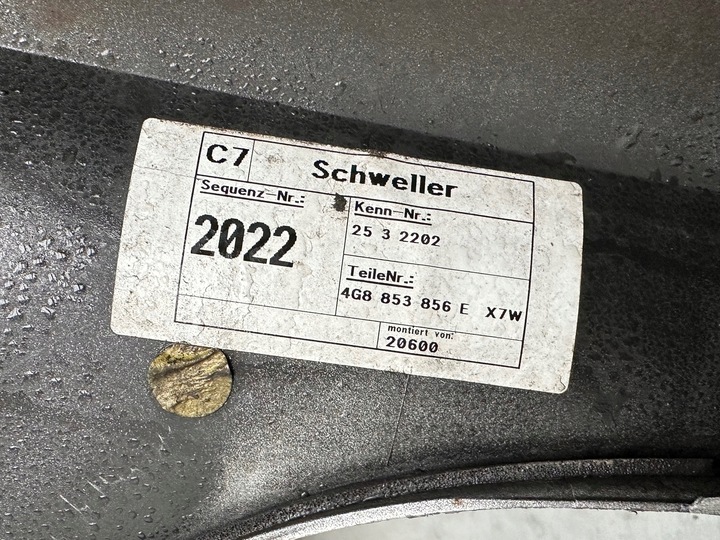 C7 Schweller
Sequenz-Nr.:
2022
Kenn-Nr.:
25 3 2202
TeileNr.:
4G8 853 856 E X7W
montiert von:
20600